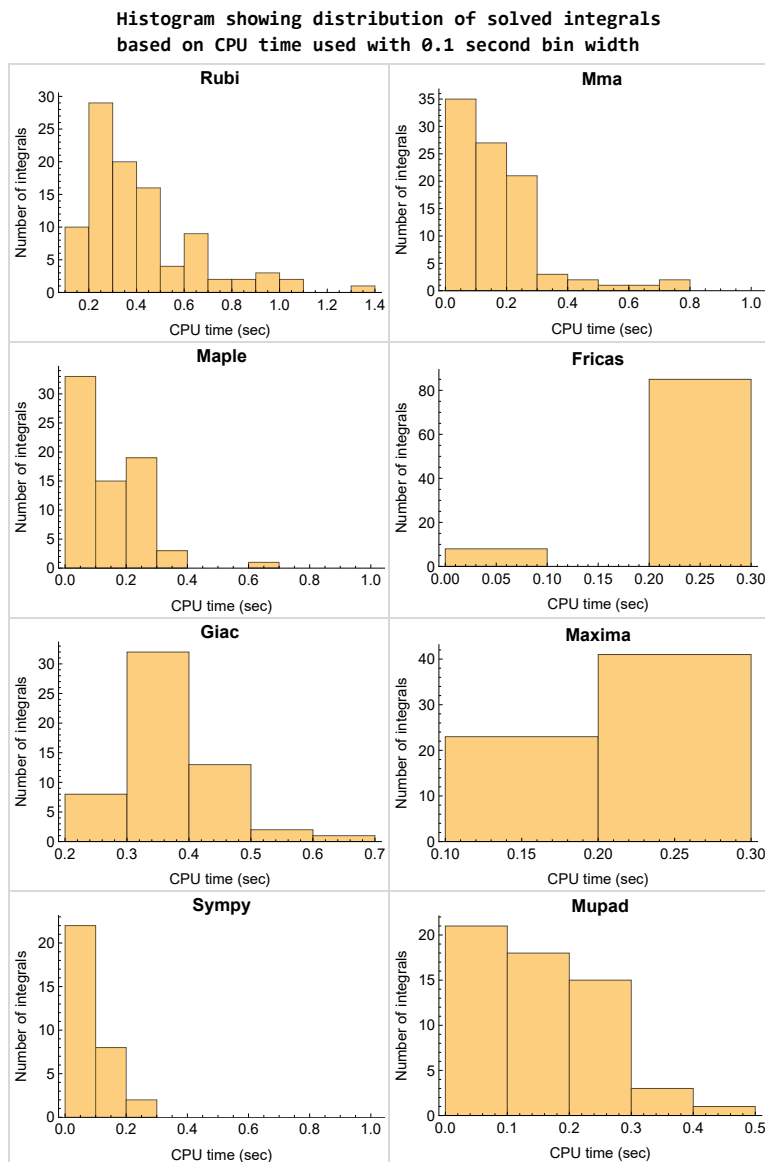 Histogram showing distribution of solved integrals
based on CPU time used with 0.1 second bin width
Rubi
Number of integrals
0 5 10 15 20 25 30
0.2 0.4 0.6 0.8 1.0 1.2 1.4
CPU time (sec)
Mma
Number of integrals
0 5 10 15 20 25 30 35
0.0 0.2 0.4 0.6 0.8 1.0
CPU time (sec)
Maple
Number of integrals
0 5 10 15 20 25 30
0.0 0.2 0.4 0.6 0.8 1.0
CPU time (sec)
Fricas
Number of integrals
0 20 40 60 80
0.00 0.05 0.10 0.15 0.20 0.25 0.30
CPU time (sec)
Giac
Number of integrals
0 5 10 15 20 25 30
0.2 0.3 0.4 0.5 0.6 0.7
CPU time (sec)
Maxima
Number of integrals
0 10 20 30 40
0.10 0.15 0.20 0.25 0.30
CPU time (sec)
Sympy
Number of integrals
0 5 10 15 20
0.0 0.2 0.4 0.6 0.8 1.0
CPU time (sec)
Mupad
Number of integrals
0 5 10 15 20
0.0 0.1 0.2 0.3 0.4 0.5
CPU time (sec)